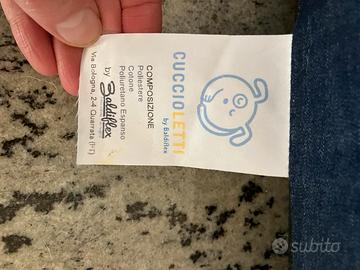 CUCCIOLETTI
by Baldiflex
COMPOSIZIONE
Poliestere
Cotone
Poliuretano Espanso
by Baldiflex
Via Bologna, 2-4 Quarrata (PT)
subito